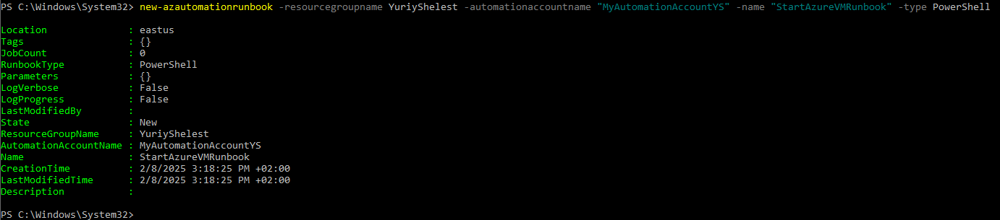 PS C:\Windows\System32> new-azautomationrunbook -resourcegroupname YuriyShelest -automationaccountname "MyAutomationAccountYS" -name "StartAzureVMRunbook" -type PowerShell
Location : eastus
Tags : {}
JobCount : 0
RunbookType : PowerShell
Parameters : {}
LogVerbose : False
LogProgress : False
LastModifiedBy :
State : New
ResourceGroupName : YuriyShelest
AutomationAccountName : MyAutomationAccountYS
Name : StartAzureVMRunbook
CreationTime : 2/8/2025 3:18:25 PM +02:00
LastModifiedTime : 2/8/2025 3:18:25 PM +02:00
Description :
PS C:\Windows\System32>